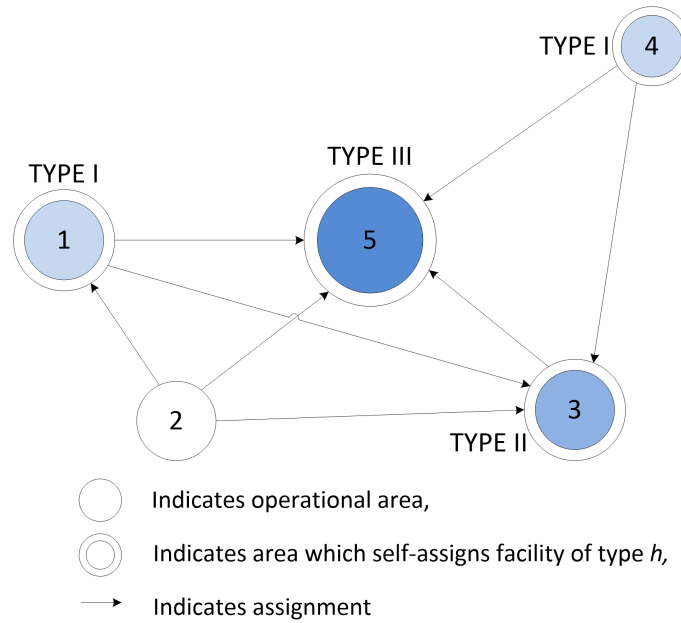 TYPE I
4
TYPE III
TYPE I
1
5
2
3
TYPE II
Indicates operational area,
Indicates area which self-assigns facility of type h,
Indicates assignment